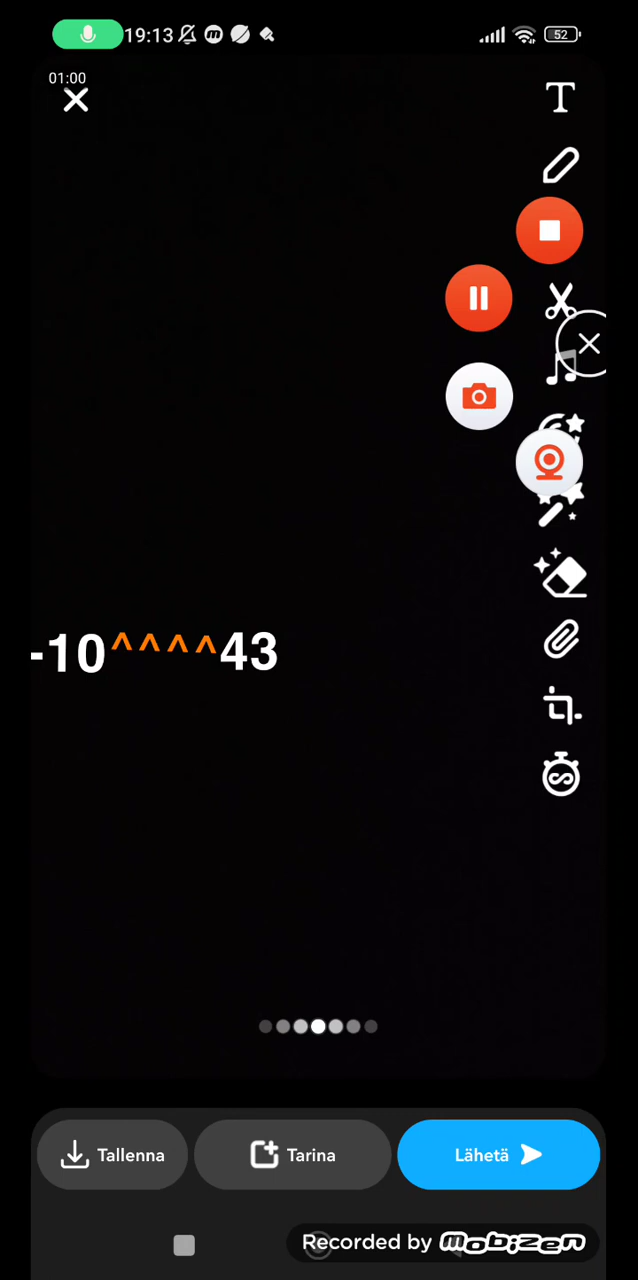 19:13
52
01:00
T
-10^^^^43
Tallenna
Tarina
Lähetä
Recorded by mobizen